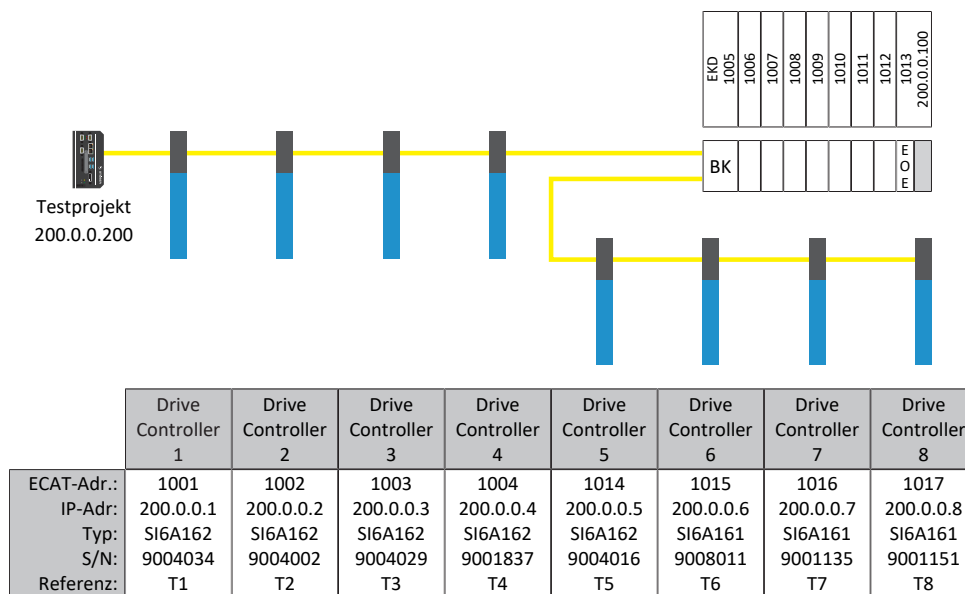 EKD
1005
1006
1007
1008
1009
1010
1011
1012
1013
200.0.0.100
BK
E
O
E
Testprojekt
200.0.0.200
Drive Controller 1
Drive Controller 2
Drive Controller 3
Drive Controller 4
Drive Controller 5
Drive Controller 6
Drive Controller 7
Drive Controller 8
ECAT-Adr.: 1001 1002 1003 1004 1014 1015 1016 1017
IP-Adr: 200.0.0.1 200.0.0.2 200.0.0.3 200.0.0.4 200.0.0.5 200.0.0.6 200.0.0.7 200.0.0.8
Typ: SI6A162 SI6A162 SI6A162 SI6A162 SI6A162 SI6A161 SI6A161 SI6A161
S/N: 9004034 9004002 9004029 9001837 9004016 9008011 9001135 9001151
Referenz: T1 T2 T3 T4 T5 T6 T7 T8